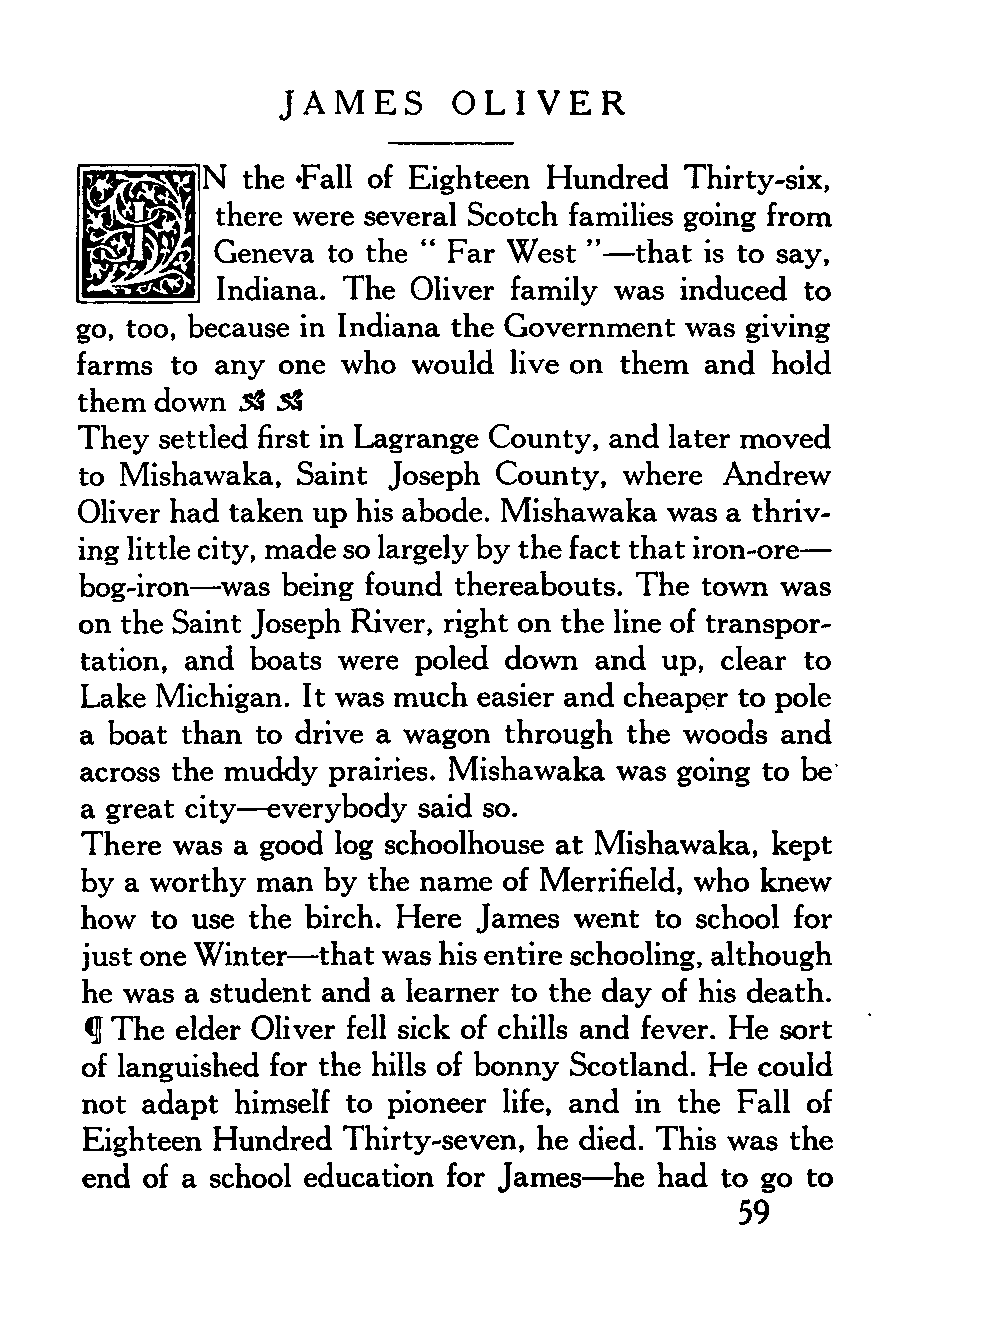 JAMES OLIVER
IN the Fall of Eighteen Hundred Thirty-six,
there were several Scotch families going from
Geneva to the “ Far West ”—that is to say,
Indiana. The Oliver family was induced to
go, too, because in Indiana the Government was giving
farms to any one who would live on them and hold
them down
They settled first in Lagrange County, and later moved
to Mishawaka, Saint Joseph County, where Andrew
Oliver had taken up his abode. Mishawaka was a thriv-
ing little city, made so largely by the fact that iron-ore—
bog-iron—was being found thereabouts. The town was
on the Saint Joseph River, right on the line of transpor-
tation, and boats were poled down and up, clear to
Lake Michigan. It was much easier and cheaper to pole
a boat than to drive a wagon through the woods and
across the muddy prairies. Mishawaka was going to be
a great city—everybody said so.
There was a good log schoolhouse at Mishawaka, kept
by a worthy man by the name of Merrifield, who knew
how to use the birch. Here James went to school for
just one Winter—that was his entire schooling, although
he was a student and a learner to the day of his death.
¶ The elder Oliver fell sick of chills and fever. He sort
of languished for the hills of bonny Scotland. He could
not adapt himself to pioneer life, and in the Fall of
Eighteen Hundred Thirty-seven, he died. This was the
end of a school education for James—he had to go to
59